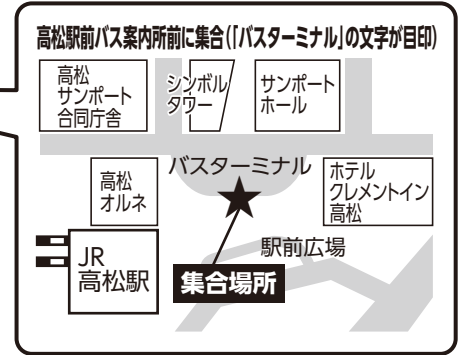 高松駅前バス案内所前に集合(「バスターミナル」の文字が目印)
高松
サンポート
合同庁舎
シンボル
タワー
サンポート
ホール
バスターミナル
高松
オルネ
ホテル
クレメントイン
高松
駅前広場
JR
高松駅
集合場所